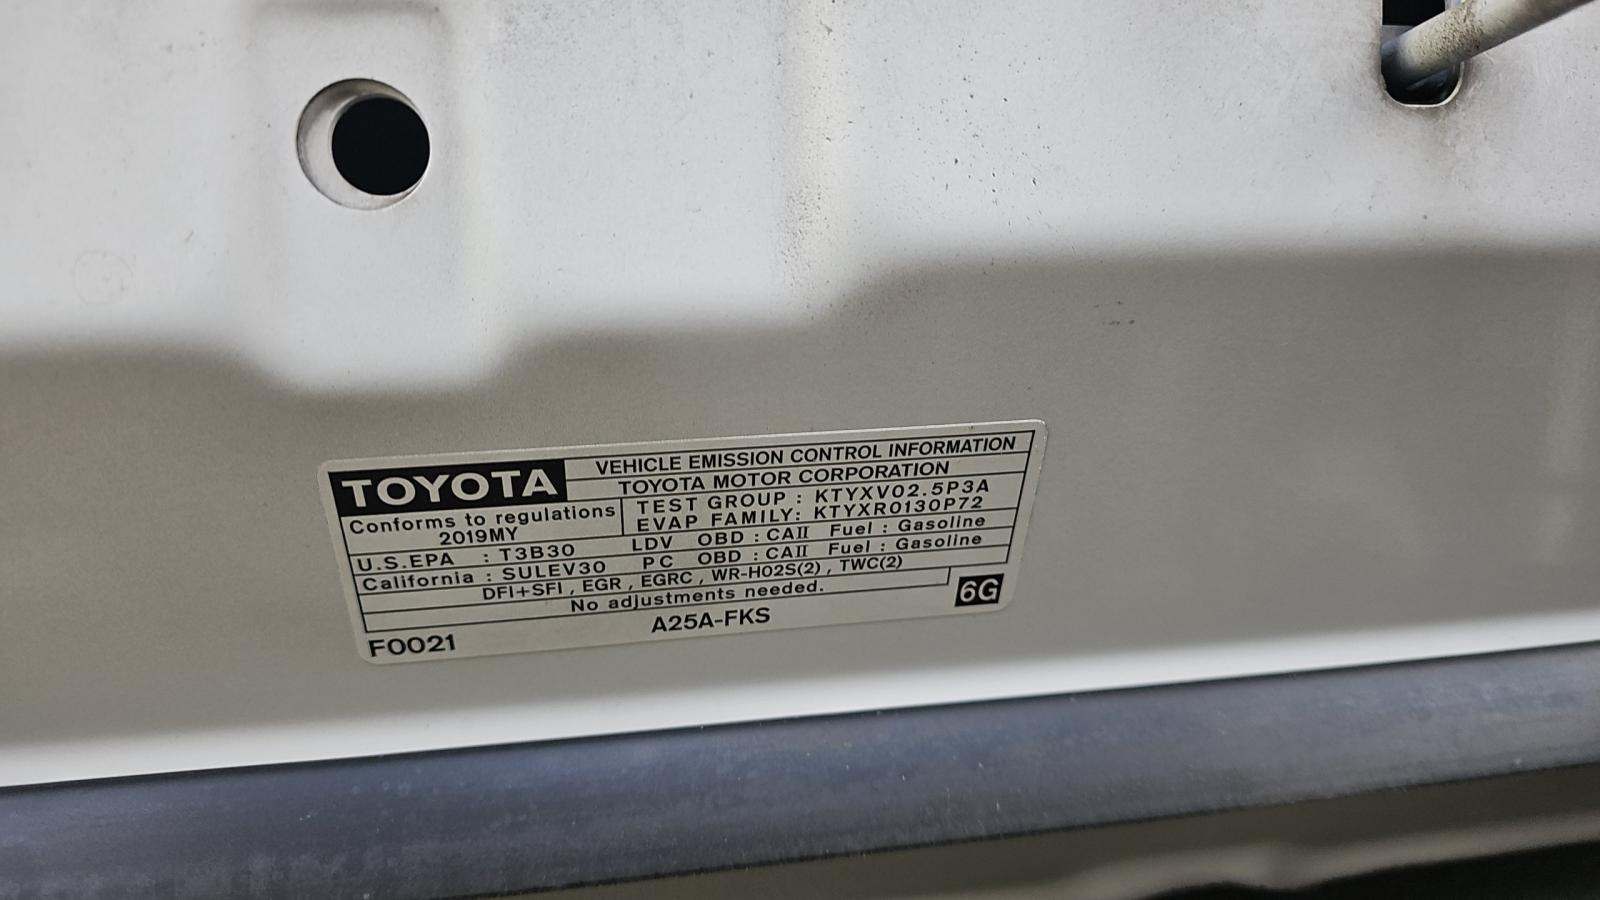 TOYOTA
VEHICLE EMISSION CONTROL INFORMATION
TOYOTA MOTOR CORPORATION
Conforms to regulations
2019MY
TEST GROUP : KTYXV02.5P3A
EVAP FAMILY: KTYXR0130P72
U.S.EPA : T3B30 LDV OBD : CAII Fuel : Gasoline
California : SULEV30 PC OBD : CAII Fuel : Gasoline
DFI+SFI , EGR , EGRC , WR-HO2S(2) , TWC(2)
No adjustments needed.
6G
F0021
A25A-FKS